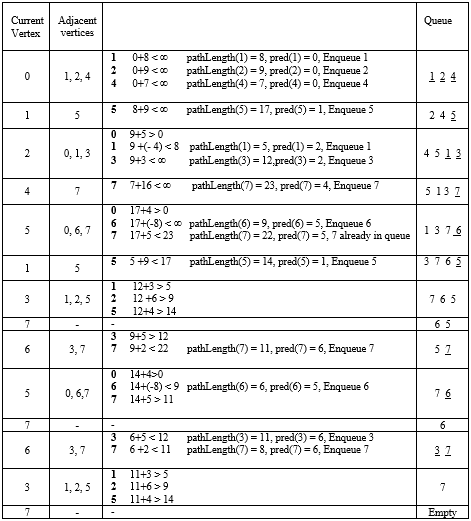 Current Vertex Adjacent vertices Queue
0 1, 2, 4 1 0+8 < ∞ pathLength(1) = 8, pred(1) = 0, Enqueue 1
2 0+9 < ∞ pathLength(2) = 9, pred(2) = 0, Enqueue 2
4 0+7 < ∞ pathLength(4) = 7, pred(4) = 0, Enqueue 4 1 2 4
1 5 5 8+9 < ∞ pathLength(5) = 17, pred(5) = 1, Enqueue 5 2 4 5
2 0, 1, 3 0 9+5 > 0
1 9 +(- 4) < 8 pathLength(1) = 5, pred(1) = 2, Enqueue 1
3 9+3 < ∞ pathLength(3) = 12,pred(3) = 2, Enqueue 3 4 5 1 3
4 7 7 7+16 < ∞ pathLength(7) = 23, pred(7) = 4, Enqueue 7 5 1 3 7
5 0, 6, 7 0 17+4 > 0
6 17+(-8) < ∞ pathLength(6) = 9, pred(6) = 5, Enqueue 6
7 17+5 < 23 pathLength(7) = 22, pred(7) = 5, 7 already in queue 1 3 7 6
1 5 5 5 +9 < 17 pathLength(5) = 14, pred(5) = 1, Enqueue 5 3 7 6 5
3 1, 2, 5 1 12+3 > 5
2 12 +6 > 9
5 12+4 > 14 7 6 5
7 - - 6 5
6 3, 7 3 9+5 > 12
7 9+2 < 22 pathLength(7) = 11, pred(7) = 6, Enqueue 7 5 7
5 0, 6,7 0 14+4>0
6 14+(-8) < 9 pathLength(6) = 6, pred(6) = 5, Enqueue 6
7 14+5 > 11 7 6
7 - - 6
6 3, 7 3 6+5 < 12 pathLength(3) = 11, pred(3) = 6, Enqueue 3
7 6 +2 < 11 pathLength(7) = 8, pred(7) = 6, Enqueue 7 3 7
3 1, 2, 5 1 11+3 > 5
2 11+6 > 9
5 11+4 > 14 7
7 - - Empty